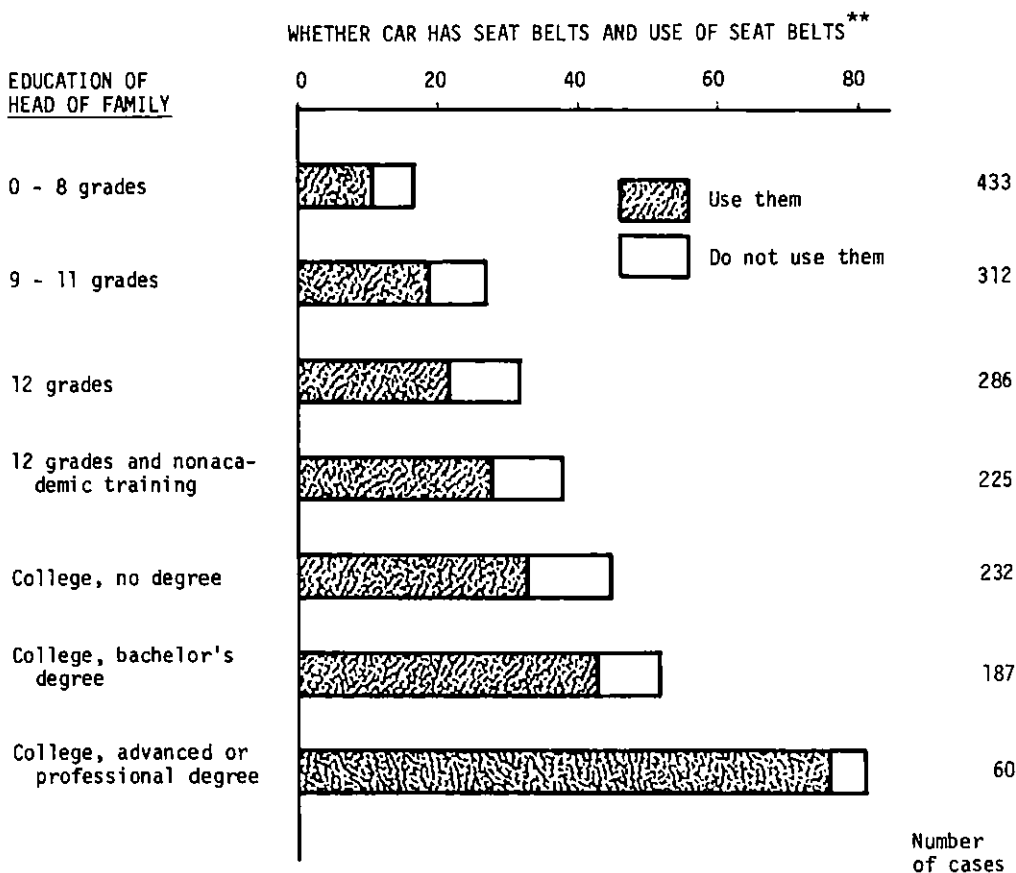 WHETHER CAR HAS SEAT BELTS AND USE OF SEAT BELTS**
EDUCATION OF
HEAD OF FAMILY
0 20 40 60 80
0 - 8 grades
433
Use them
Do not use them
9 - 11 grades
312
12 grades
286
12 grades and nonaca-
demic training
225
College, no degree
232
College, bachelor's
degree
187
College, advanced or
professional degree
60
Number
of cases